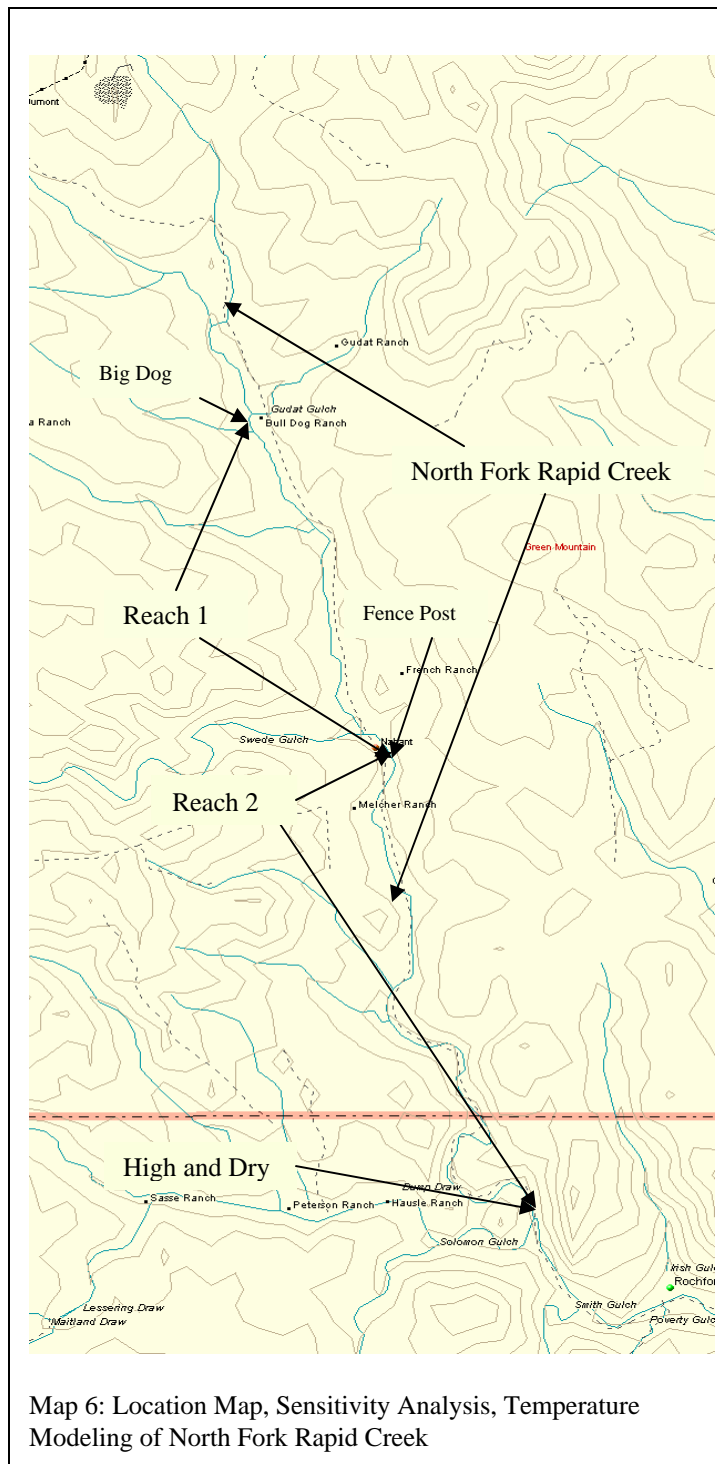 umont
Gudat Ranch
Big Dog
Gudat Gulch
Bull Dog Ranch
a Ranch
North Fork Rapid Creek
Green Mountain
Reach 1
Fence Post
French Ranch
Swede Gulch
Reach 2
Melcher Ranch
High and Dry
Dump Draw
Sasse Ranch
Peterson Ranch
Hausle Ranch
Solomon Gulch
Irish Gul
Rochfor
Lessering Draw
Smith Gulch
Maitland Draw
Poverty Gulc
Map 6: Location Map, Sensitivity Analysis, Temperature
Modeling of North Fork Rapid Creek